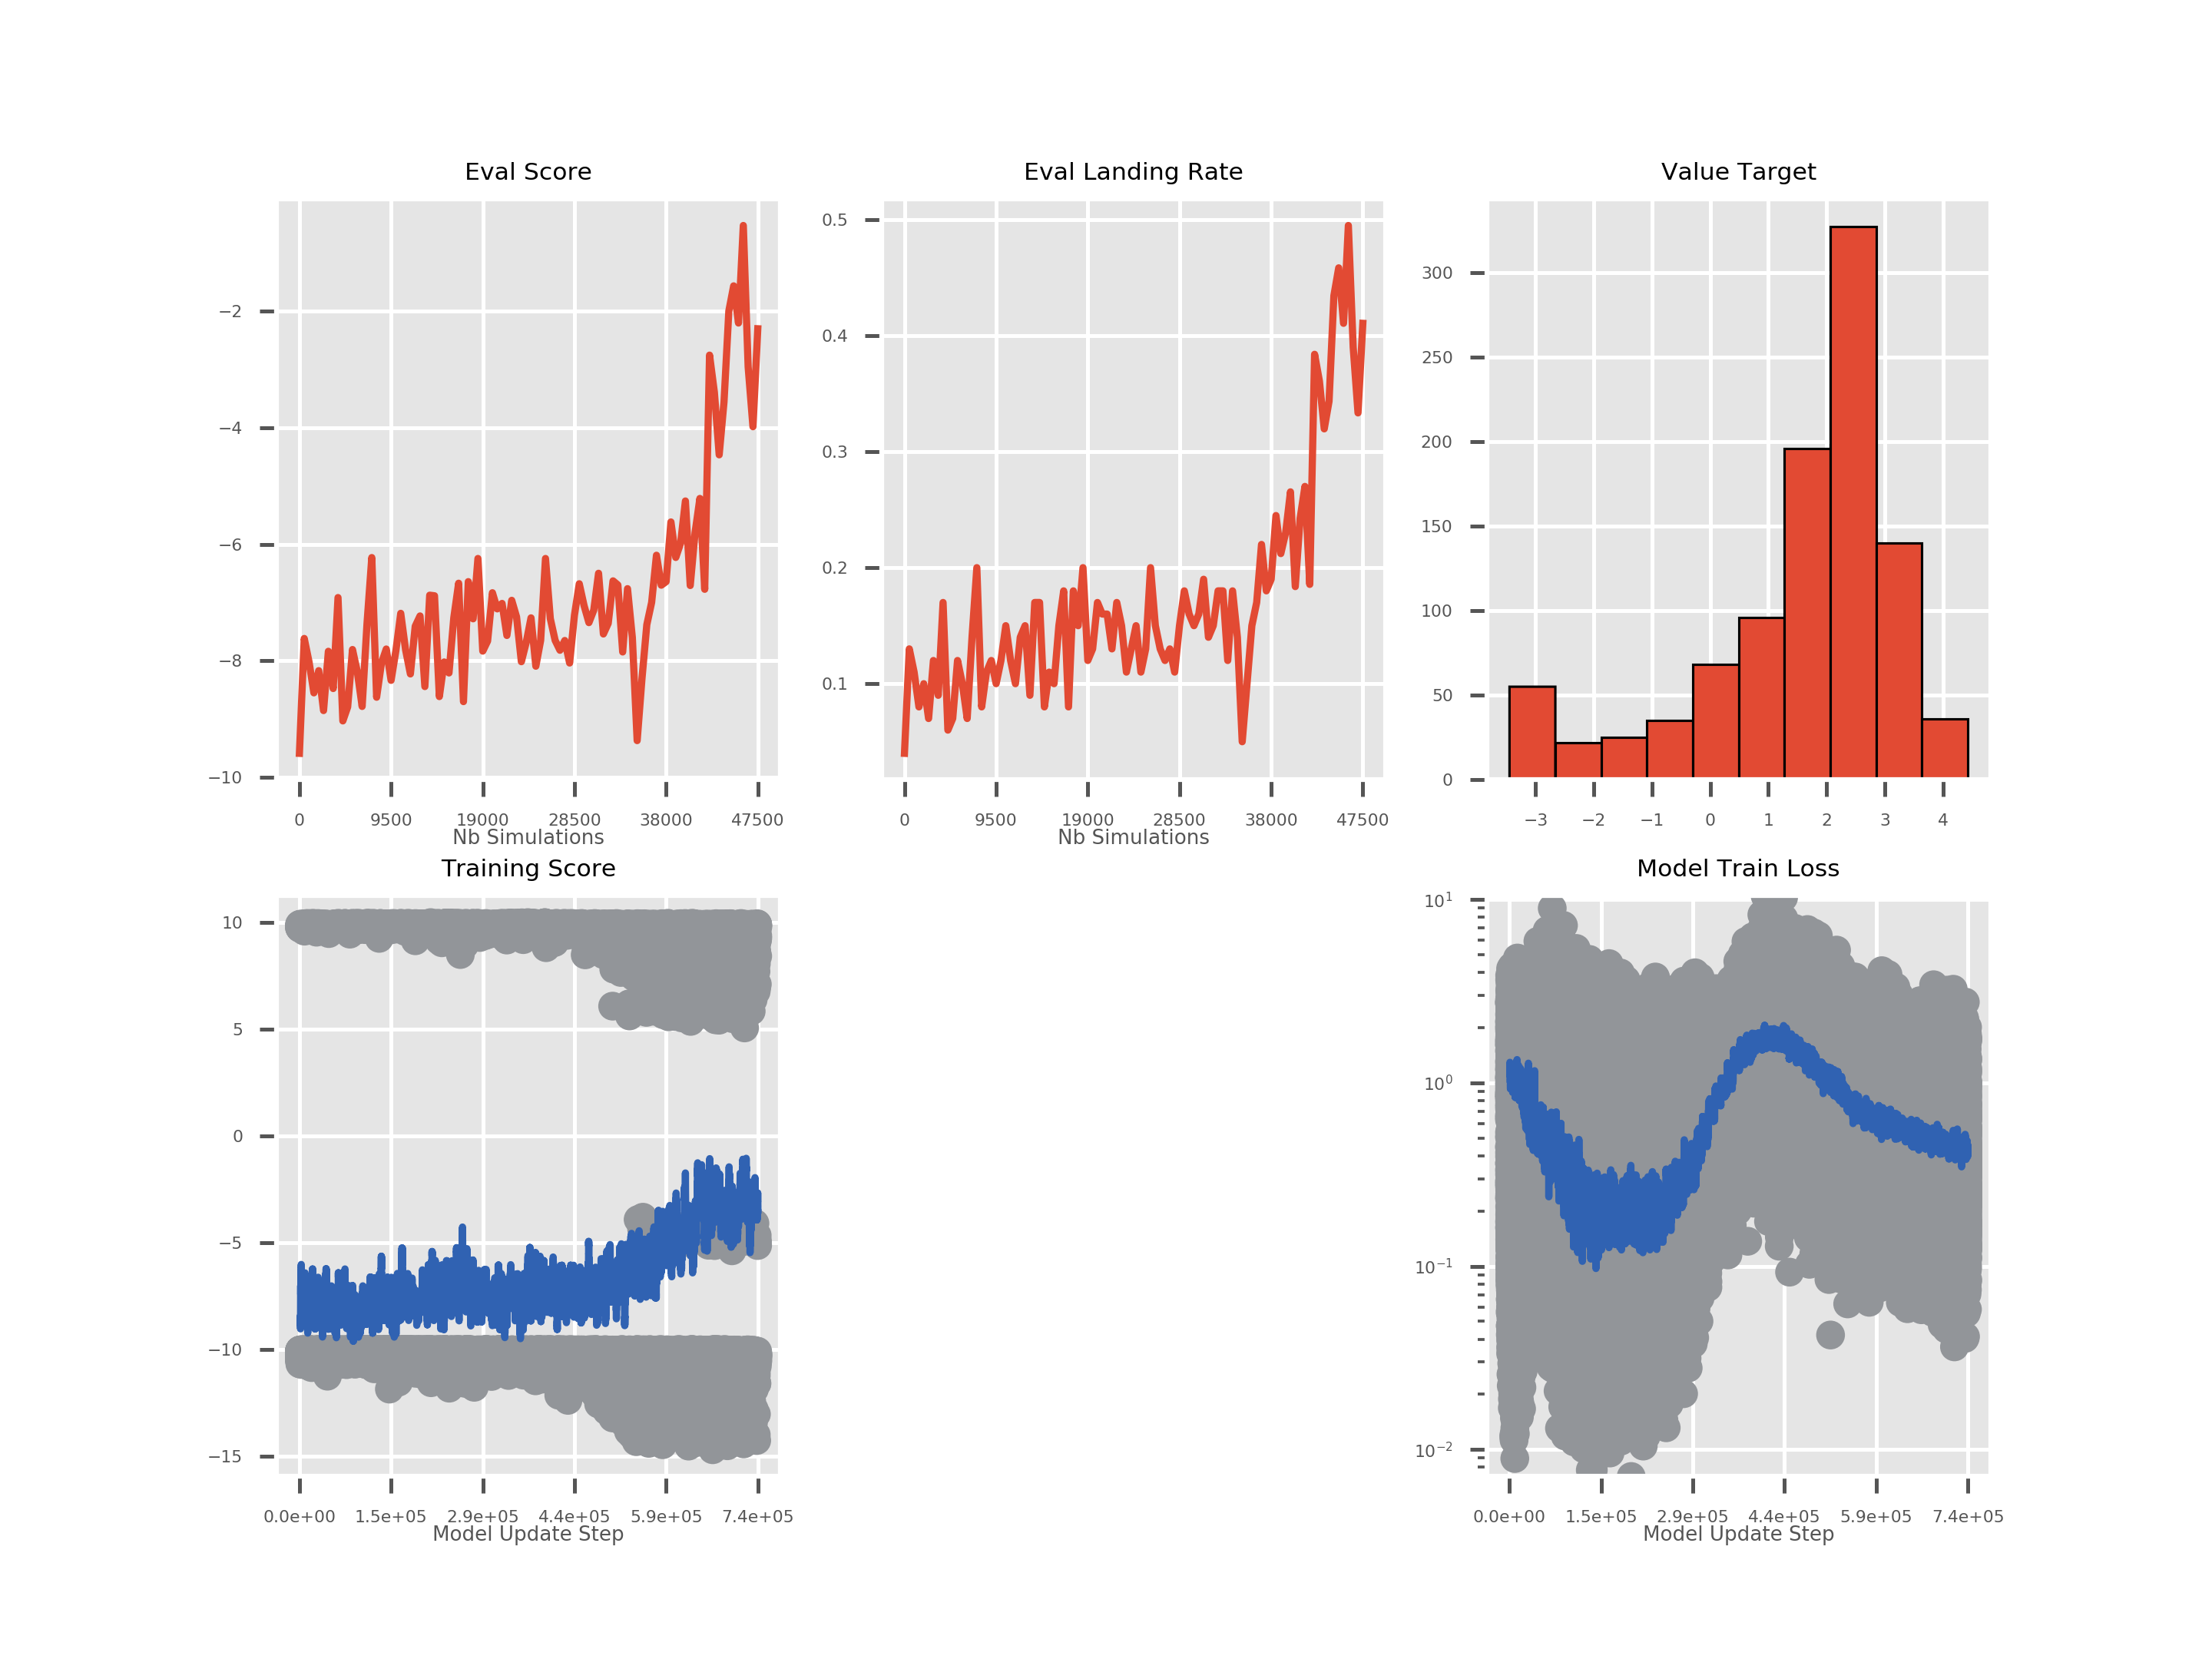 Eval Score
−2
−4
−6
−8
−10
0 9500 19000 28500 38000 47500
Nb Simulations
Eval Landing Rate
0.5
0.4
0.3
0.2
0.1
0 9500 19000 28500 38000 47500
Nb Simulations
Value Target
300
250
200
150
100
50
0
−3 −2 −1 0 1 2 3 4
Training Score
10
5
0
−5
−10
−15
0.0e+00 1.5e+05 2.9e+05 4.4e+05 5.9e+05 7.4e+05
Model Update Step
Model Train Loss
10¹
10⁰
10⁻¹
10⁻²
0.0e+00 1.5e+05 2.9e+05 4.4e+05 5.9e+05 7.4e+05
Model Update Step